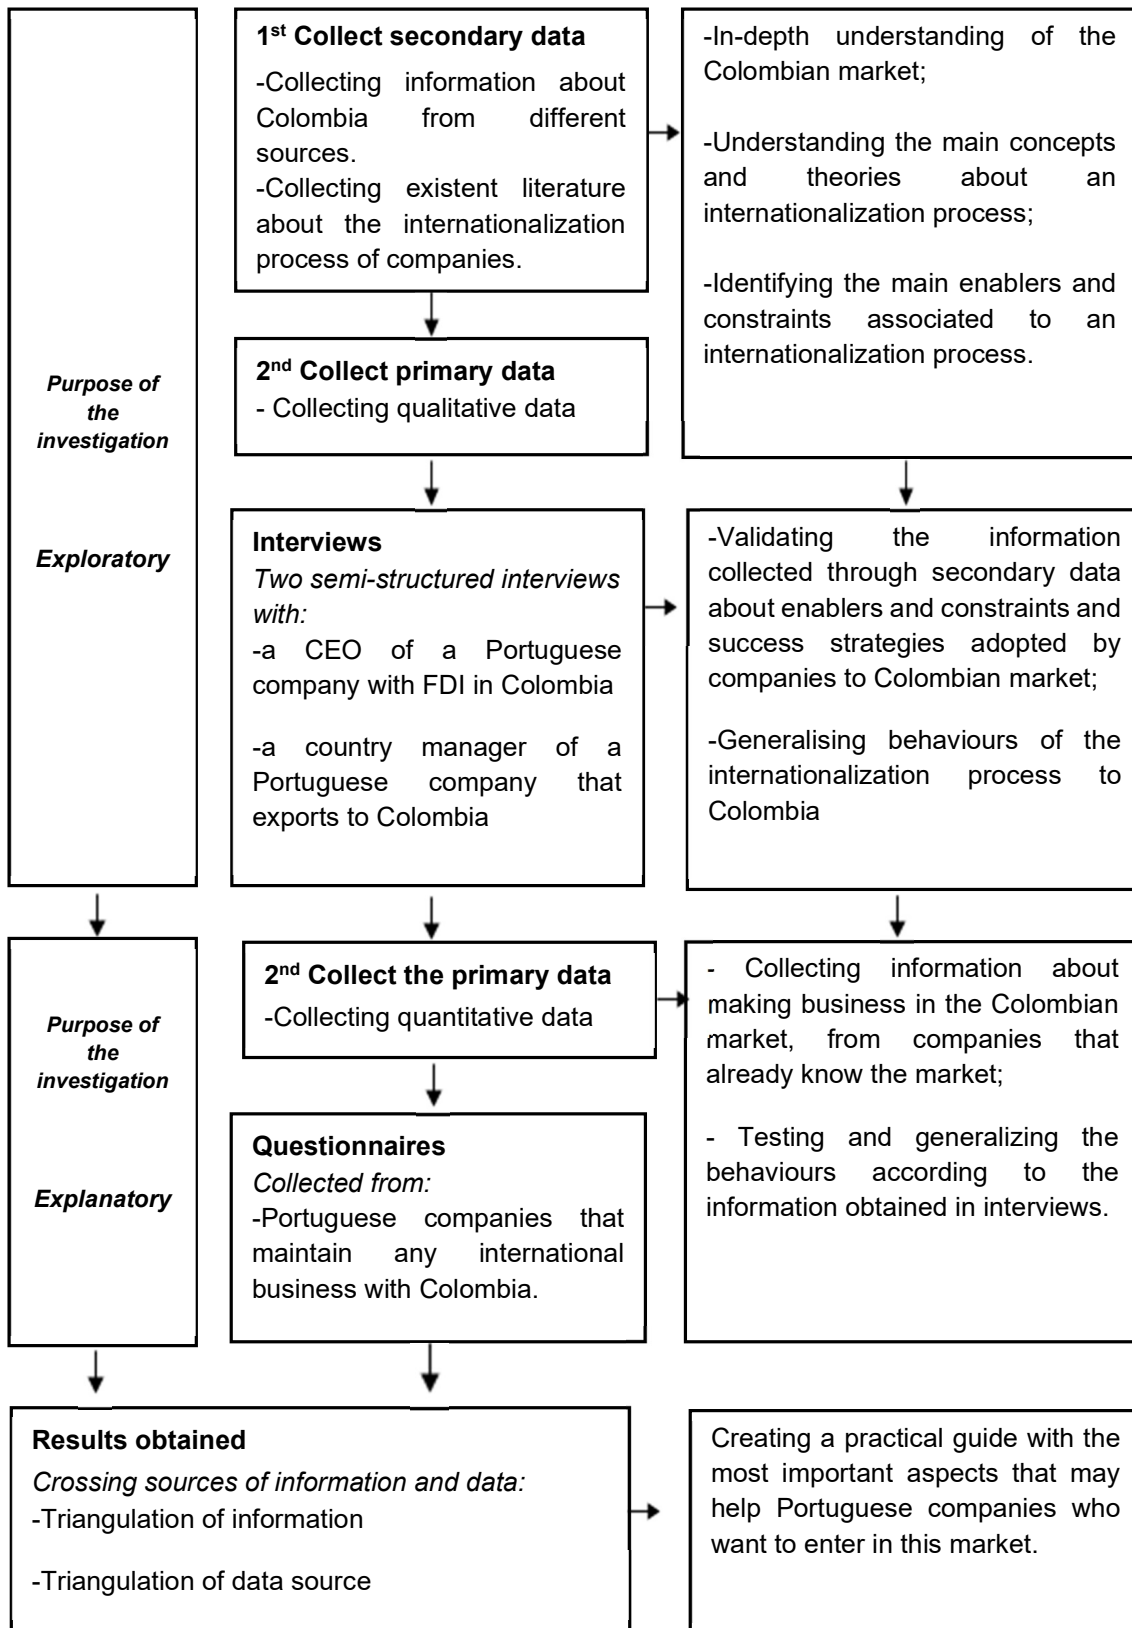 1st Collect secondary data
-Collecting information about
Colombia from different
sources.
-Collecting existent literature
about the internationalization
process of companies.
-In-depth understanding of the
Colombian market;
-Understanding the main concepts
and theories about an
internationalization process;
-Identifying the main enablers and
constraints associated to an
internationalization process.
Purpose of
the
investigation
Exploratory
2nd Collect primary data
- Collecting qualitative data
Interviews
Two semi-structured interviews
with:
-a CEO of a Portuguese
company with FDI in Colombia
-a country manager of a
Portuguese company that
exports to Colombia
-Validating the information
collected through secondary data
about enablers and constraints and
success strategies adopted by
companies to Colombian market;
-Generalising behaviours of the
internationalization process to
Colombia
Purpose of
the
investigation
Explanatory
2nd Collect the primary data
-Collecting quantitative data
- Collecting information about
making business in the Colombian
market, from companies that
already know the market;
- Testing and generalizing the
behaviours according to the
information obtained in interviews.
Questionnaires
Collected from:
-Portuguese companies that
maintain any international
business with Colombia.
Results obtained
Crossing sources of information and data:
-Triangulation of information
-Triangulation of data source
Creating a practical guide with the
most important aspects that may
help Portuguese companies who
want to enter in this market.